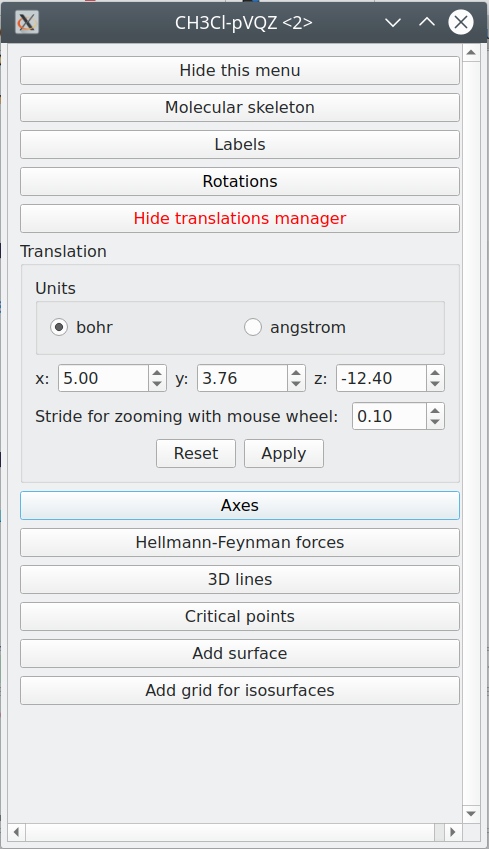 CH3Cl-pVQZ <2>
Hide this menu
Molecular skeleton
Labels
Rotations
Hide translations manager
Translation
Units
bohr angstrom
x: 5.00 y: 3.76 z: -12.40
Stride for zooming with mouse wheel: 0.10
Reset Apply
Axes
Hellmann-Feynman forces
3D lines
Critical points
Add surface
Add grid for isosurfaces